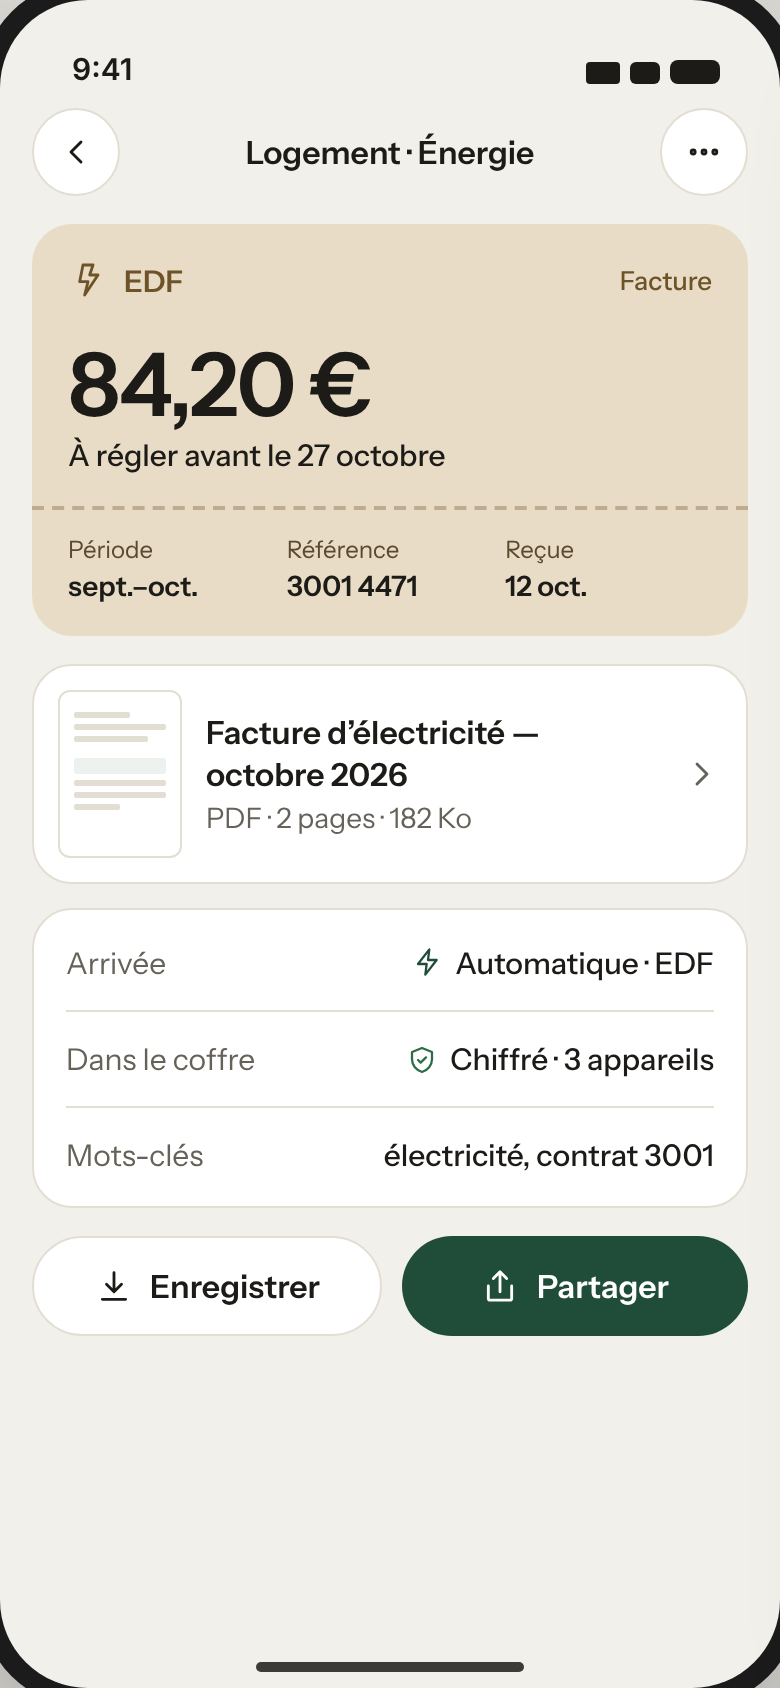 9:41
Logement · Énergie
EDF
Facture
84,20 €
À régler avant le 27 octobre
Période
Référence
Reçue
sept.–oct.
3001 4471
12 oct.
Facture d’électricité —
octobre 2026
PDF · 2 pages · 182 Ko
Arrivée
Automatique · EDF
Dans le coffre
Chiffré · 3 appareils
Mots-clés
électricité, contrat 3001
Enregistrer
Partager